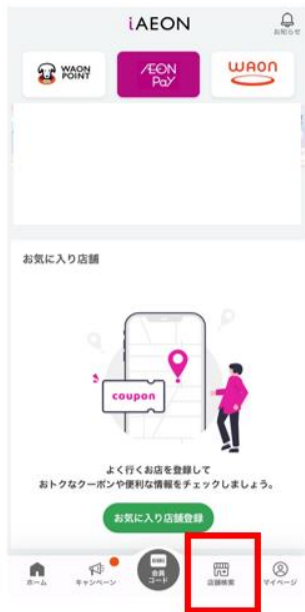 iAEON
お知らせ
WAON
POINT
AEON
Pay
WAON
お気に入り店舗
coupon
よく行くお店を登録して
おトクなクーポンや便利な情報をチェックしましょう。
お気に入り店舗登録
ホーム
キャンペーン
会員
コード
店舗検索
マイページ